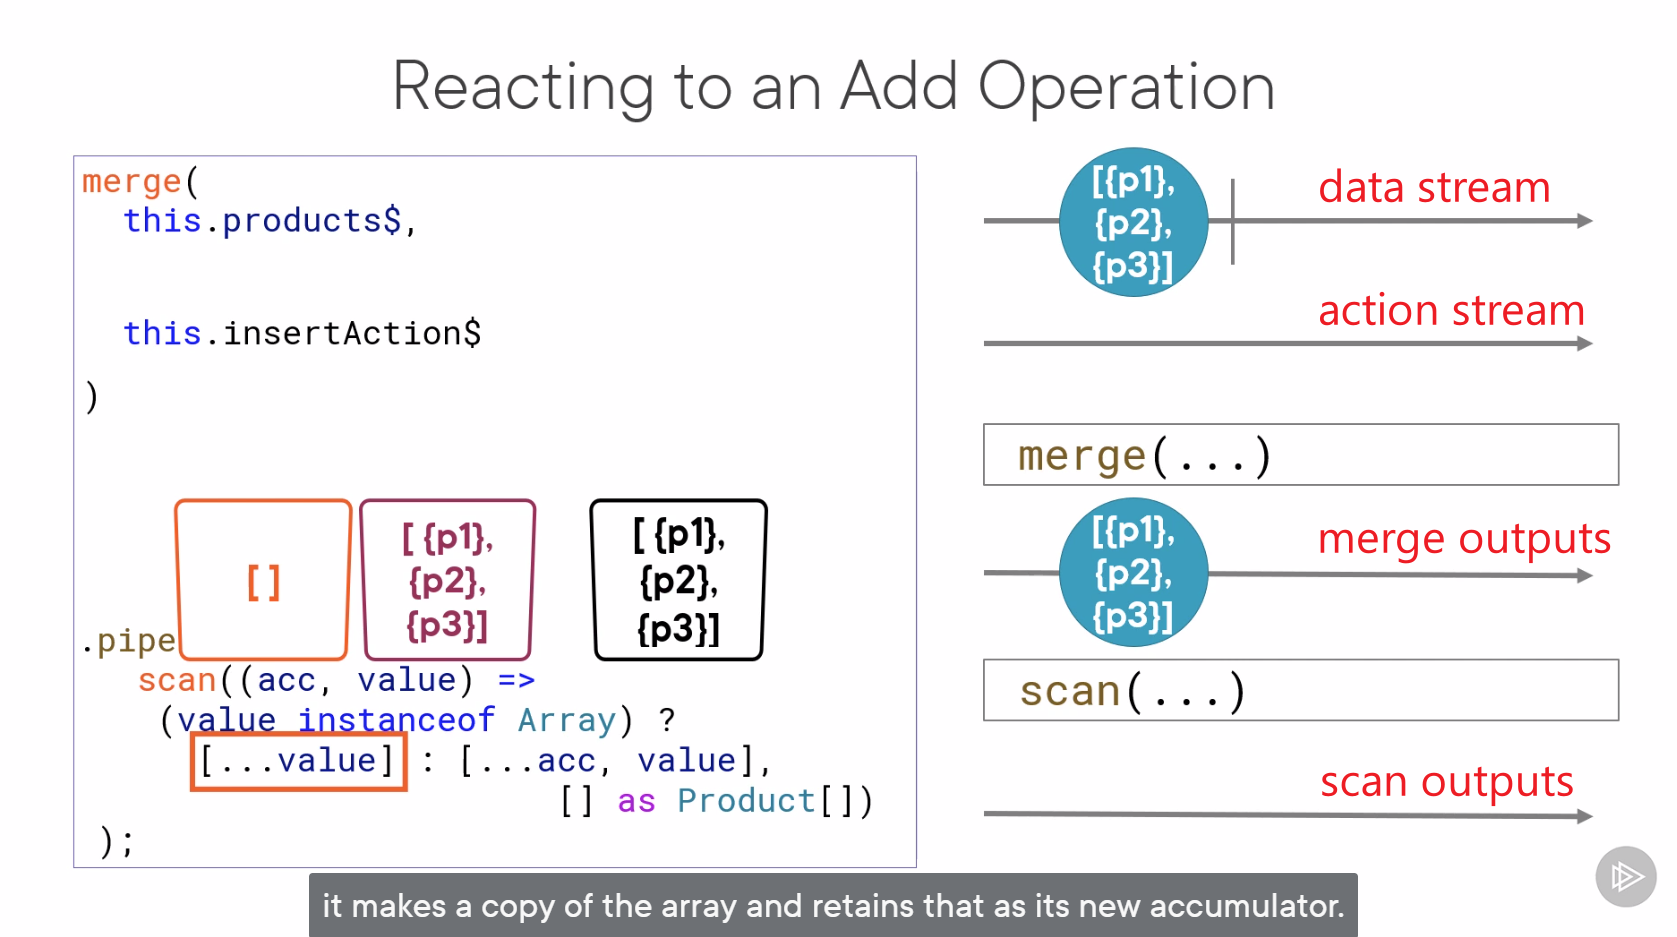 Reacting to an Add Operation
merge(
this.products$,
this.insertAction$
)
[]
[ {p1},
{p2},
{p3}]
[ {p1},
{p2},
{p3}]
.pipe
scan((acc, value) =>
(value instanceof Array) ?
[...value] : [...acc, value],
[] as Product[])
);
[{p1},
{p2},
{p3}]
data stream
action stream
merge(...)
[{p1},
{p2},
{p3}]
merge outputs
scan(...)
scan outputs
it makes a copy of the array and retains that as its new accumulator.